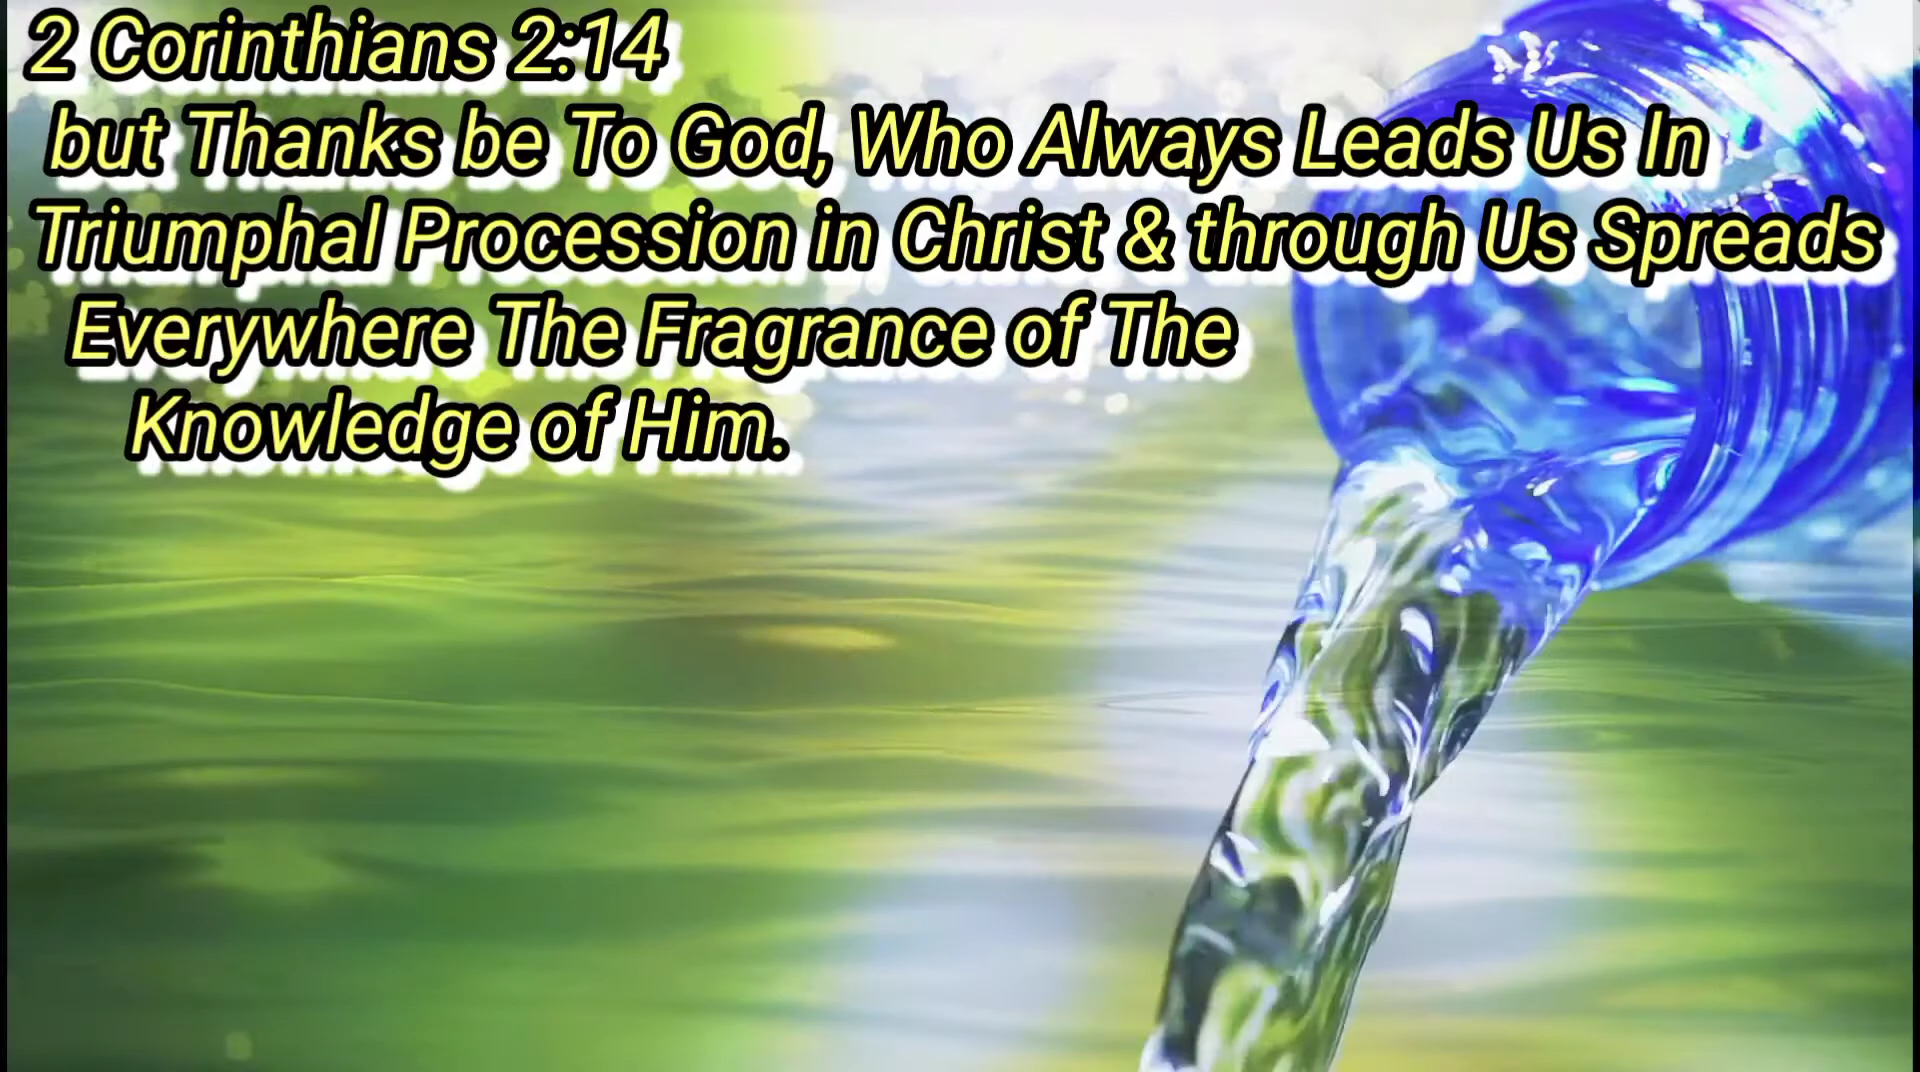 2 Corinthians 2:14
but Thanks be To God, Who Always Leads Us In
Triumphal Procession in Christ & through Us Spreads
Everywhere The Fragrance of The
Knowledge of Him.